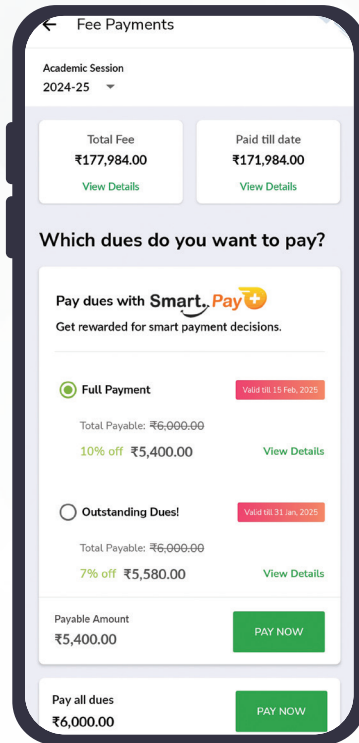 Fee Payments
Academic Session
2024-25
Total Fee
₹177,984.00
View Details
Paid till date
₹171,984.00
View Details
Which dues do you want to pay?
Pay dues with Smart Pay
Get rewarded for smart payment decisions.
Full Payment
Valid till 15 Feb, 2025
Total Payable: ₹6,000.00
10% off ₹5,400.00
View Details
Outstanding Dues!
Valid till 31 Jan, 2025
Total Payable: ₹6,000.00
7% off ₹5,580.00
View Details
Payable Amount
₹5,400.00
PAY NOW
Pay all dues
₹6,000.00
PAY NOW